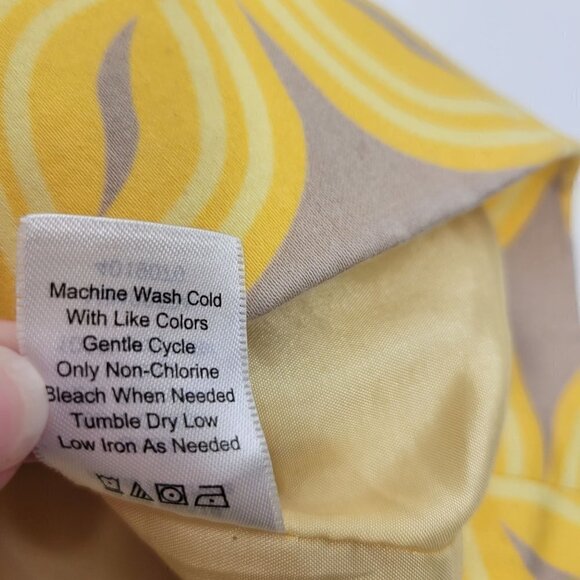 Machine Wash Cold
With Like Colors
Gentle Cycle
Only Non-Chlorine
Bleach When Needed
Tumble Dry Low
Low Iron As Needed